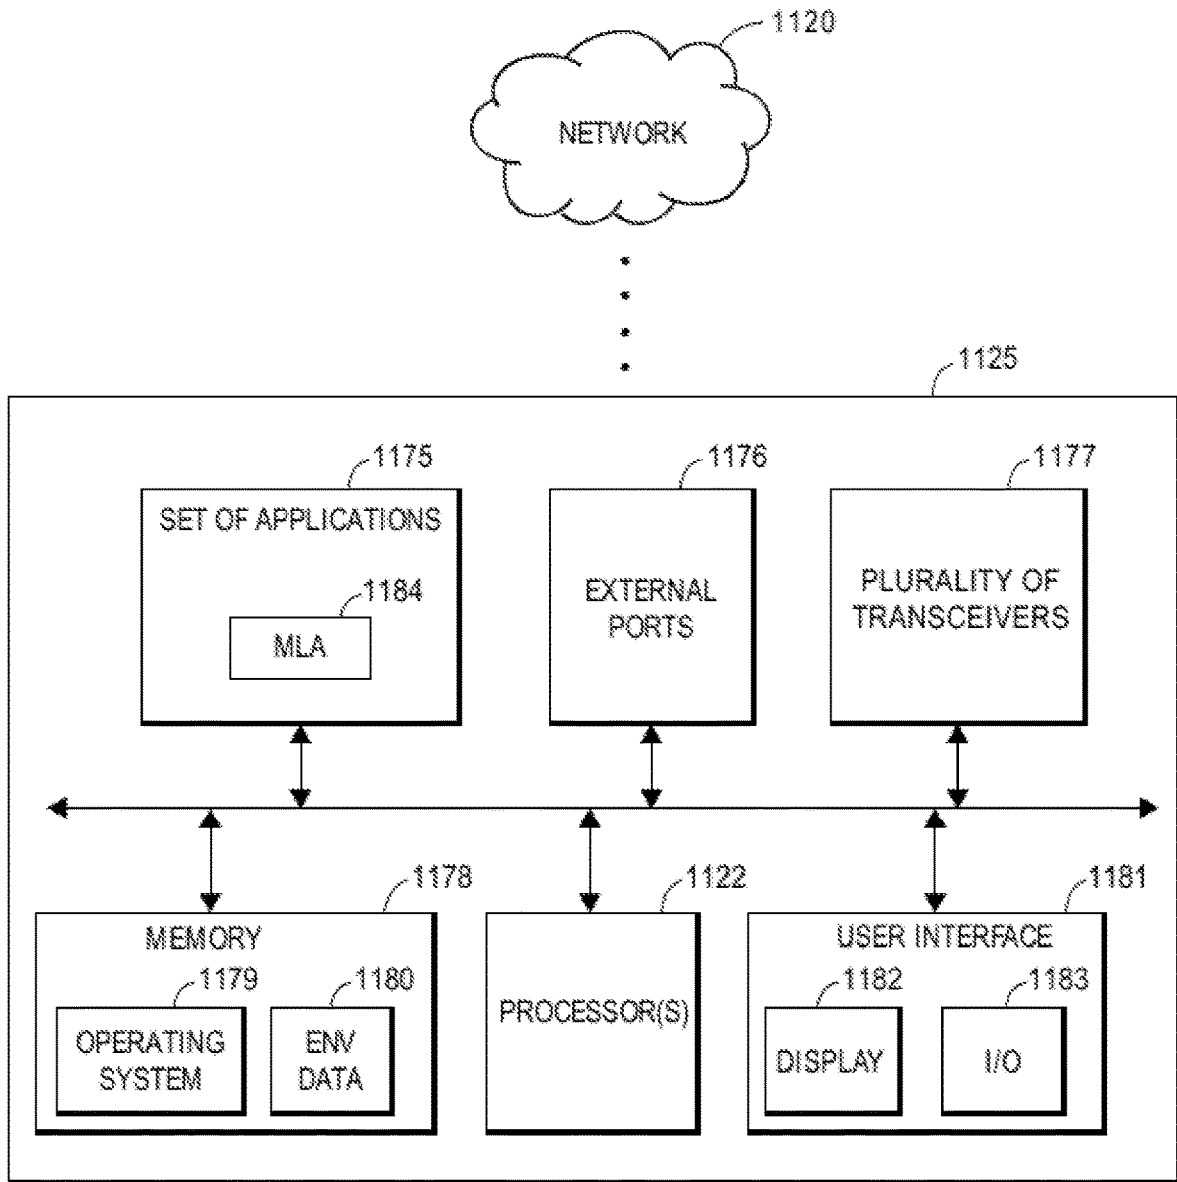 1120
NETWORK
1125
1175
1176
1177
SET OF APPLICATIONS
1184
MLA
EXTERNAL
PORTS
PLURALITY OF
TRANSCEIVERS
1178
1122
1181
MEMORY
1179
1180
OPERATING
SYSTEM
ENV
DATA
PROCESSOR(S)
USER INTERFACE
1182
1183
DISPLAY
I/O